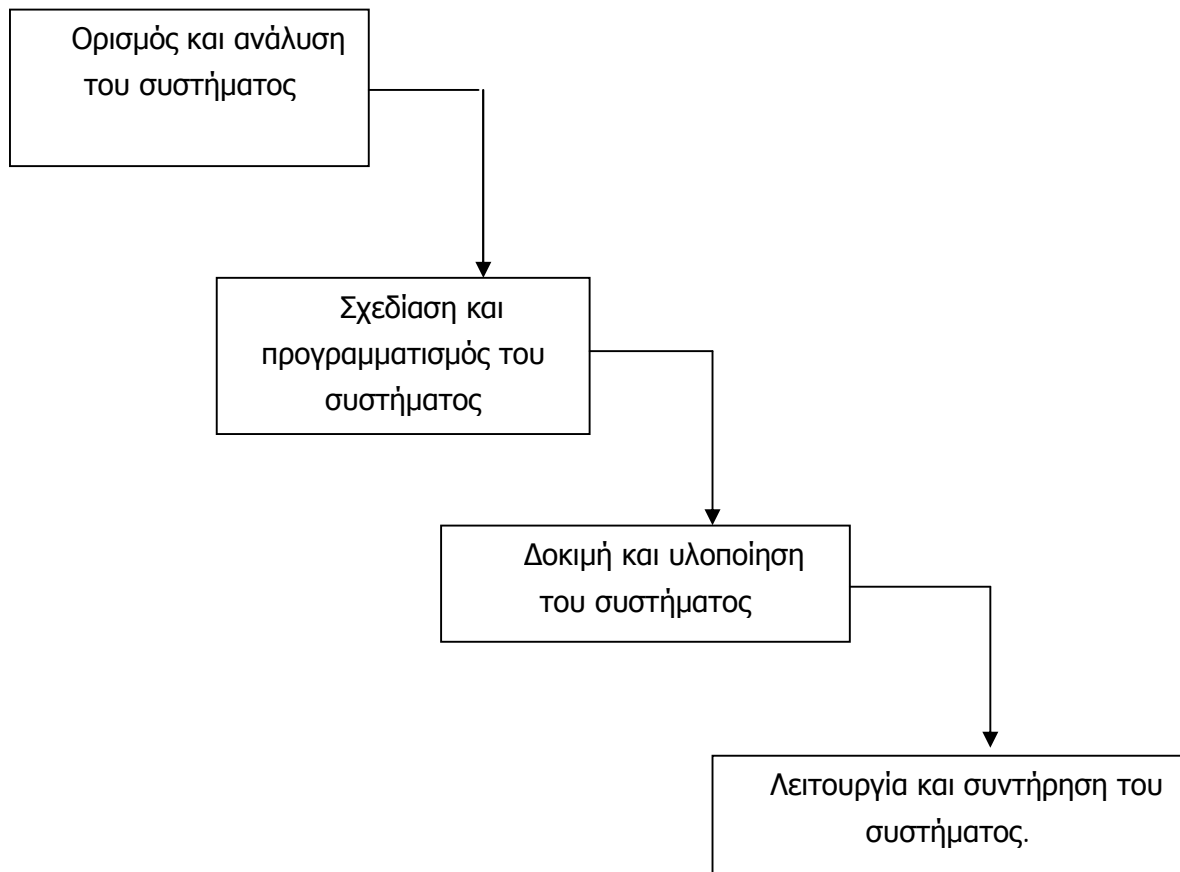 Ορισμός και ανάλυση
του συστήματος
Σχεδίαση και
προγραμματισμός του
συστήματος
Δοκιμή και υλοποίηση
του συστήματος
Λειτουργία και συντήρηση του
συστήματος.